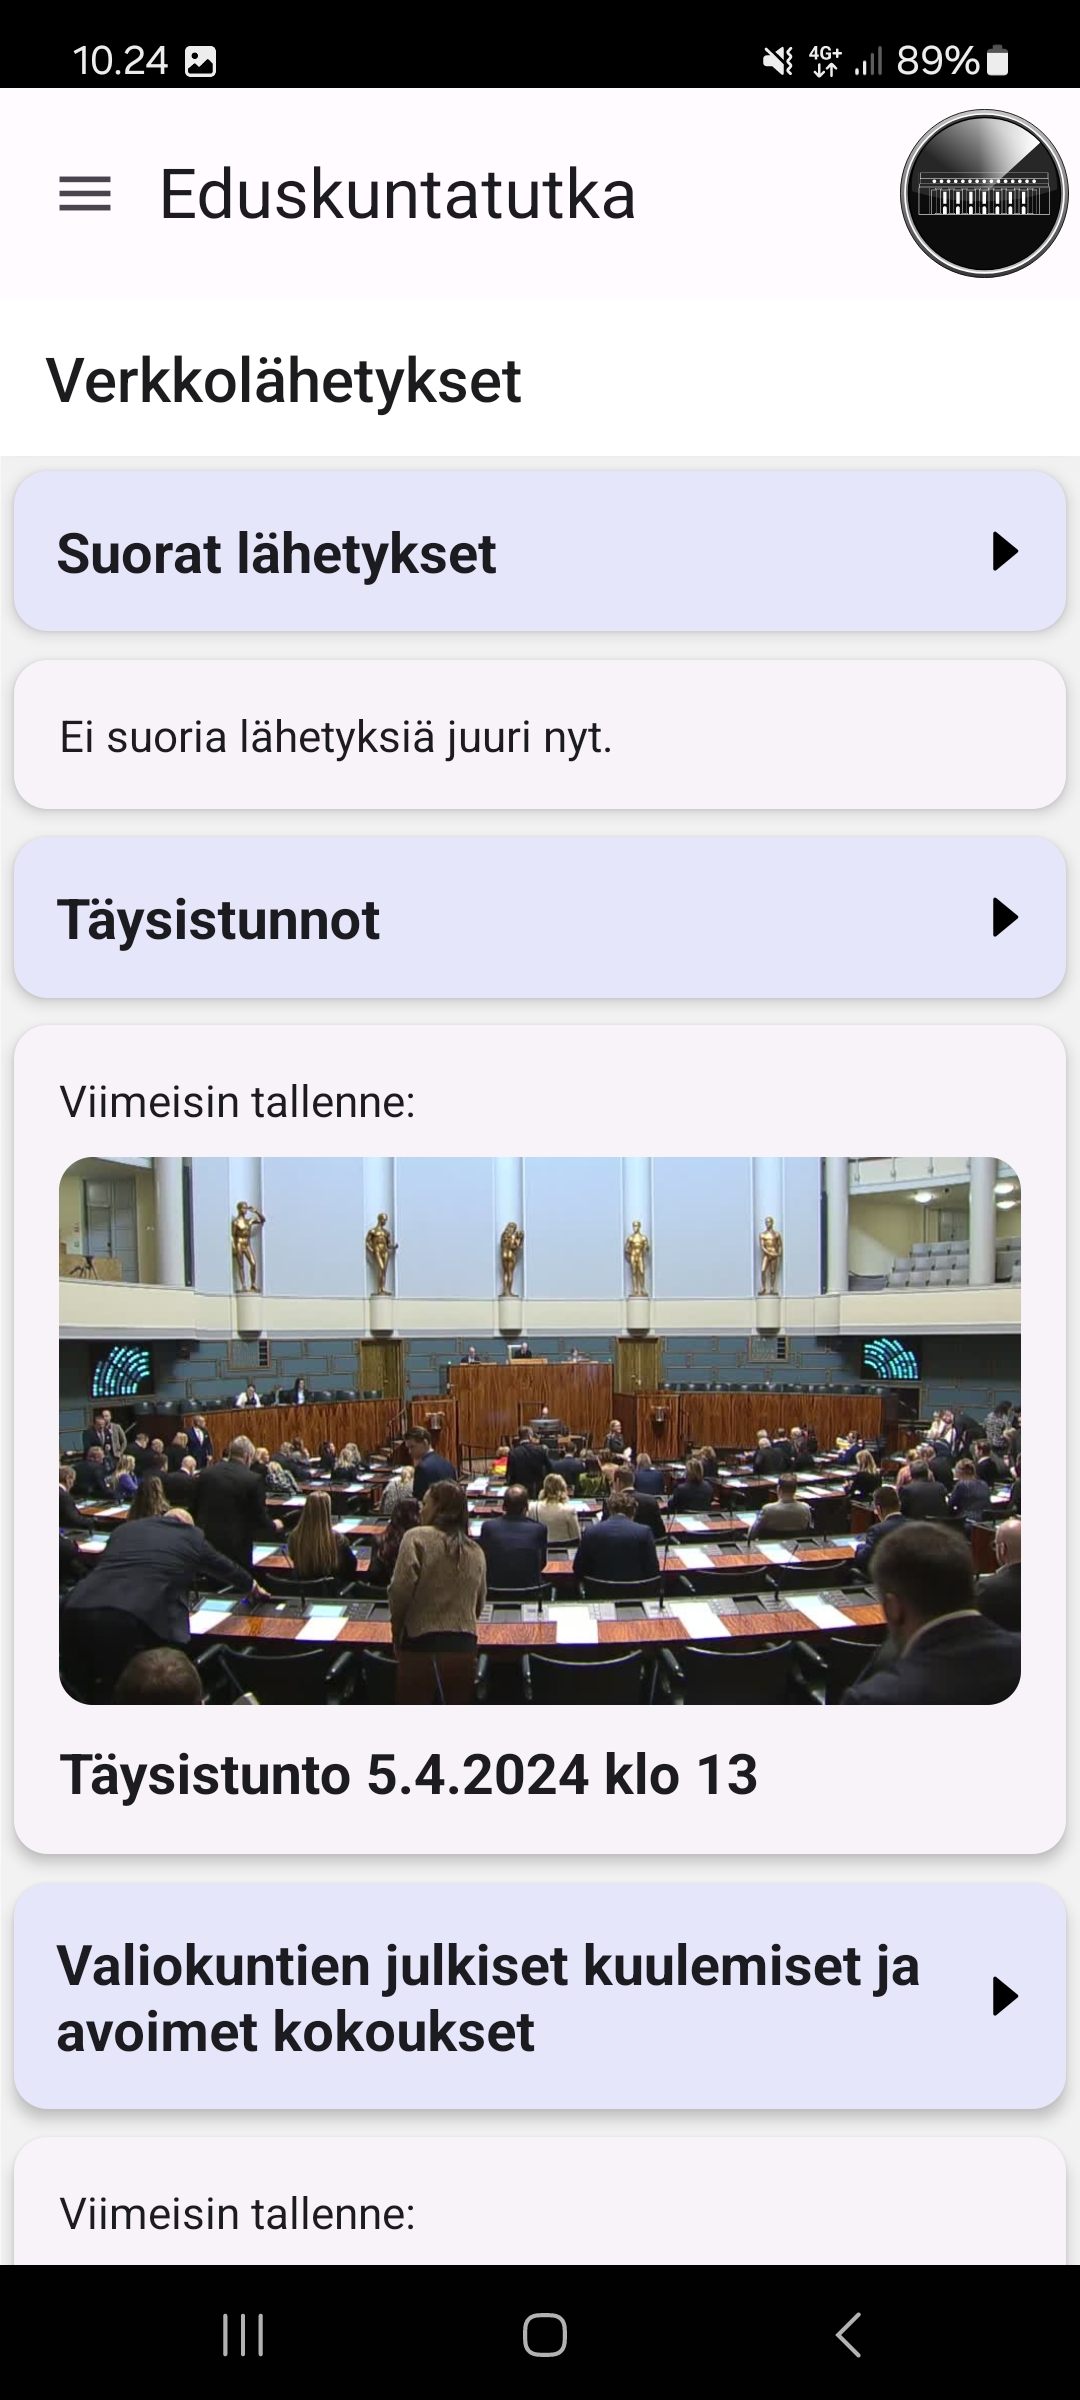 10.24 4G+ 89%
Eduskuntatutka
Verkkolähetykset
Suorat lähetykset
Ei suoria lähetyksiä juuri nyt.
Täysistunnot
Viimeisin tallenne:
Täysistunto 5.4.2024 klo 13
Valiokuntien julkiset kuulemiset ja
avoimet kokoukset
Viimeisin tallenne: